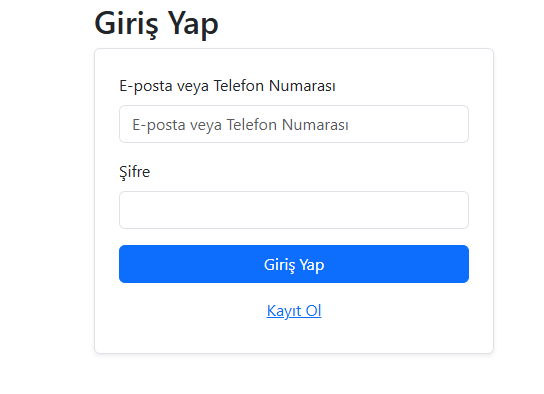 Giriş Yap
E-posta veya Telefon Numarası
E-posta veya Telefon Numarası
Şifre
Giriş Yap
Kayıt Ol